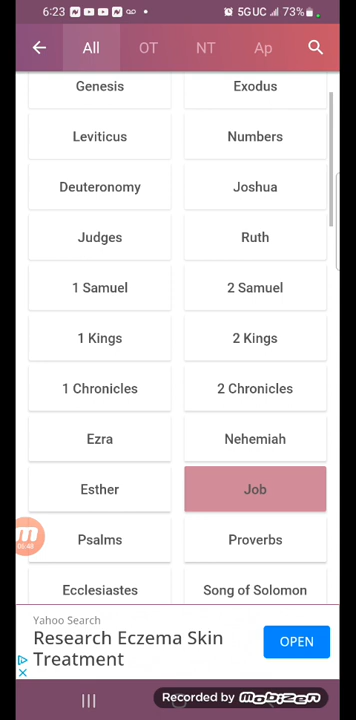 6:23 5GUC 73%
All OT NT Ap
Genesis Exodus
Leviticus Numbers
Deuteronomy Joshua
Judges Ruth
1 Samuel 2 Samuel
1 Kings 2 Kings
1 Chronicles 2 Chronicles
Ezra Nehemiah
Esther Job
Psalms Proverbs
Ecclesiastes Song of Solomon
Yahoo Search
Research Eczema Skin
Treatment
OPEN
Recorded by mobizen